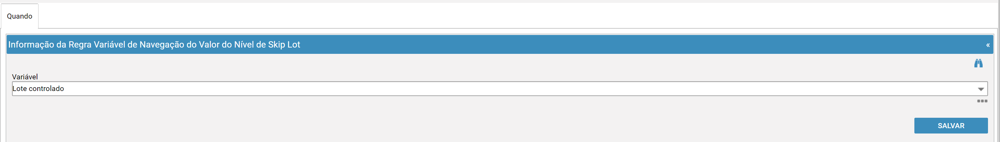 Quando
Informação da Regra Variável de Navegação do Valor do Nível de Skip Lot
«
Variável
Lote controlado
SALVAR